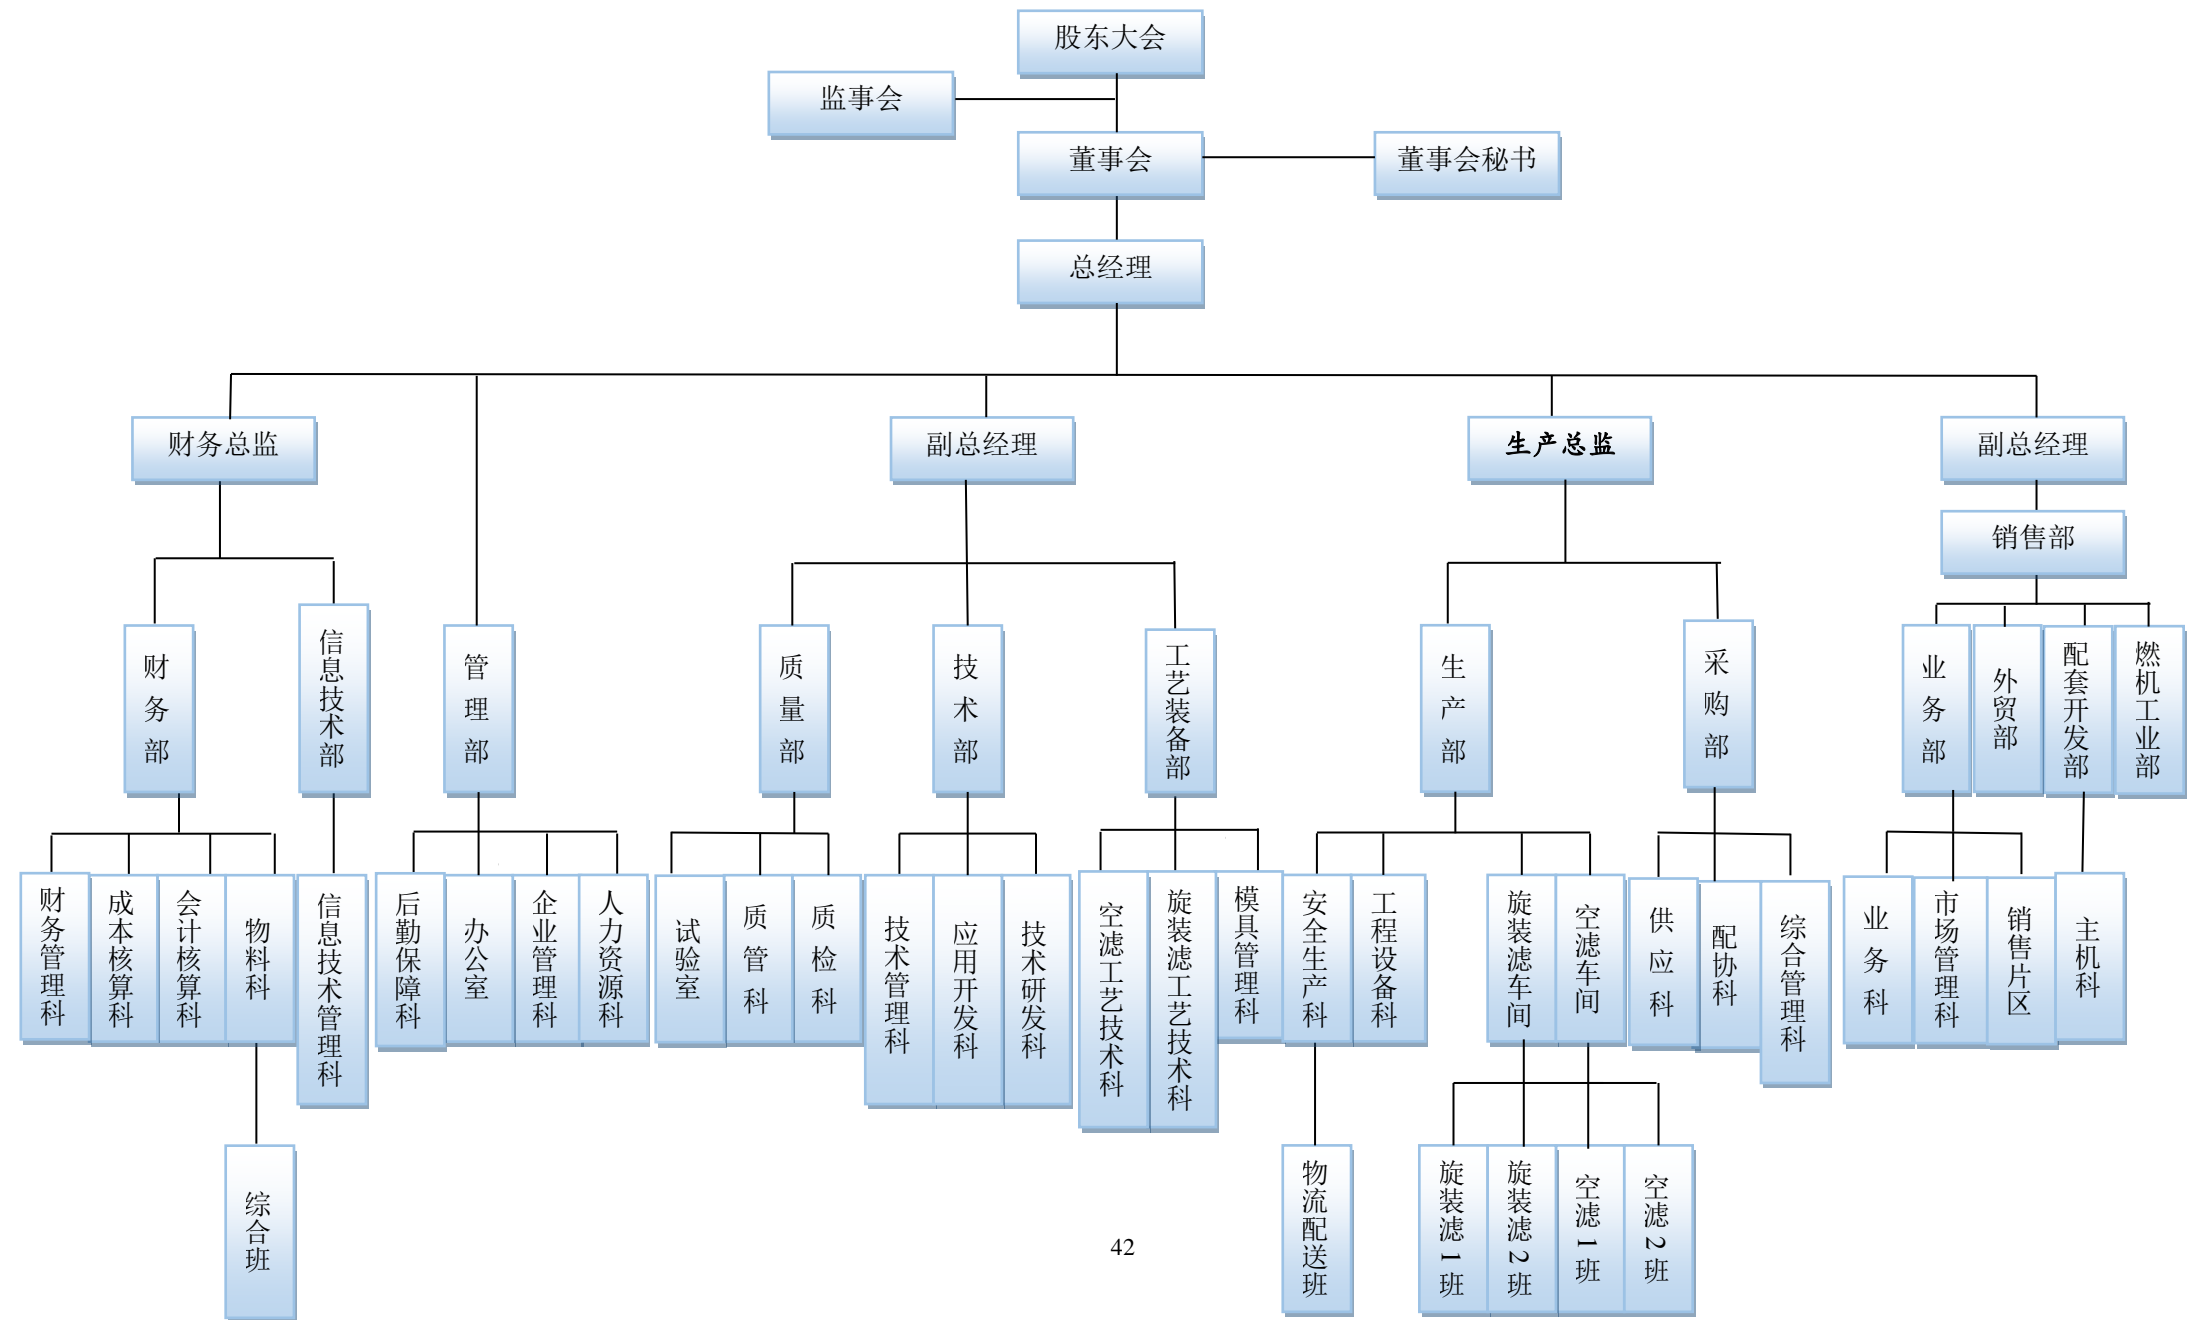 股东大会
监事会
董事会
董事会秘书
总经理
财务总监
副总经理
生产总监
副总经理
销售部
财务部
信息技术部
管理部
质量部
技术部
工艺装备部
生产部
采购部
业务部
外贸部
配套开发部
燃机工业部
财务管理科
成本核算科
会计核算科
物料科
信息技术管理科
后勤保障科
办公室
企业管理科
人力资源科
试验室
质管科
质检科
技术管理科
应用开发科
技术研发科
空滤工艺技术科
旋装滤工艺技术科
模具管理科
安全生产科
工程设备科
旋装滤车间
空滤车间
供应科
配协科
综合管理科
业务科
市场管理科
销售片区
主机科
综合班
物流配送班
旋装滤1班
旋装滤2班
空滤1班
空滤2班
42